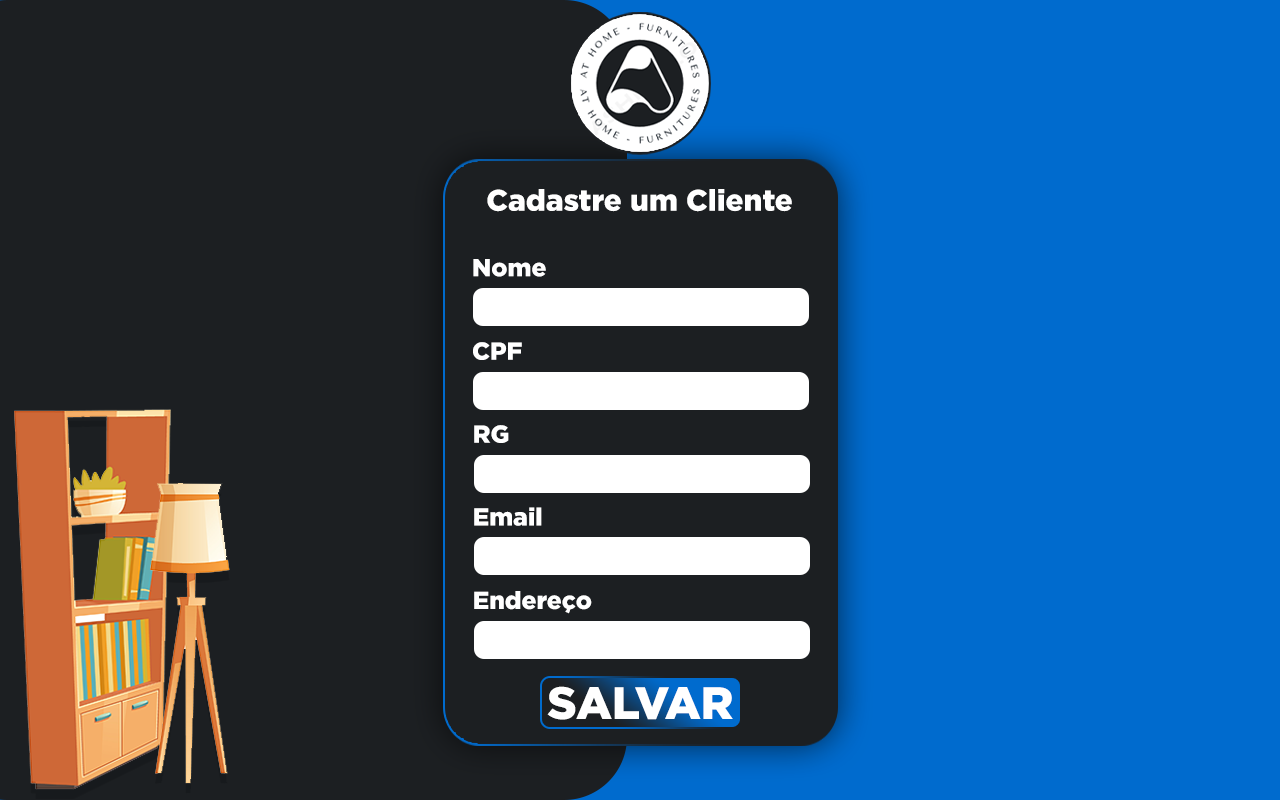 AT HOME - FURNITURES
AT HOME - FURNITURES
Cadastre um Cliente
Nome
CPF
RG
Email
Endereço
SALVAR